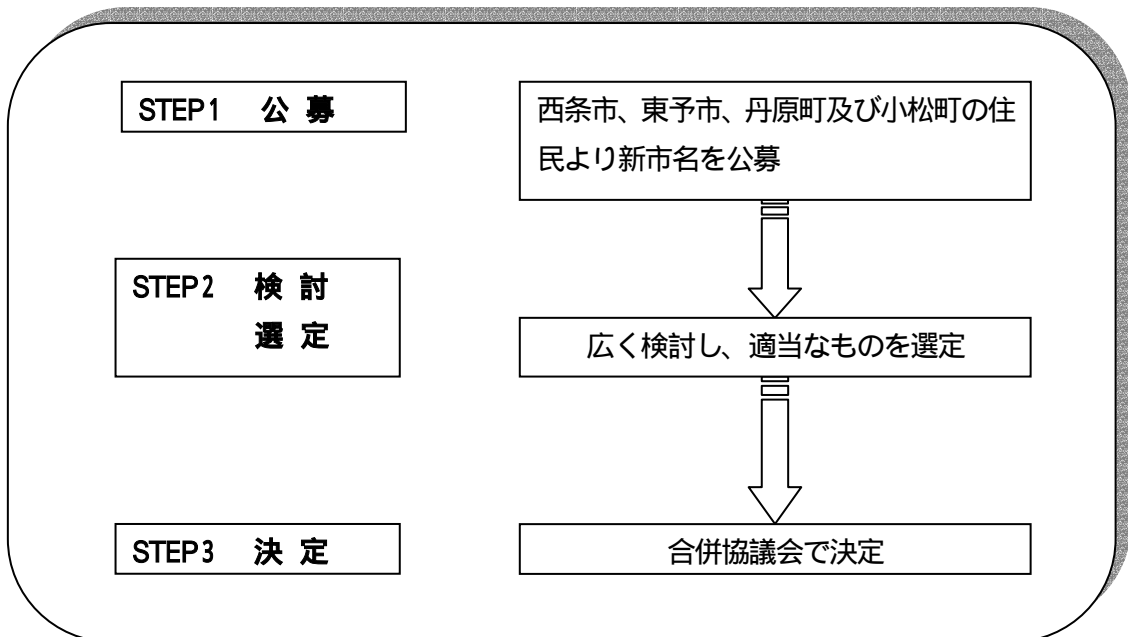 STEP1 公 募
西条市、東予市、丹原町及び小松町の住
民より新市名を公募
STEP2 検 討
選 定
広く検討し、適当なものを選定
STEP3 決 定
合併協議会で決定